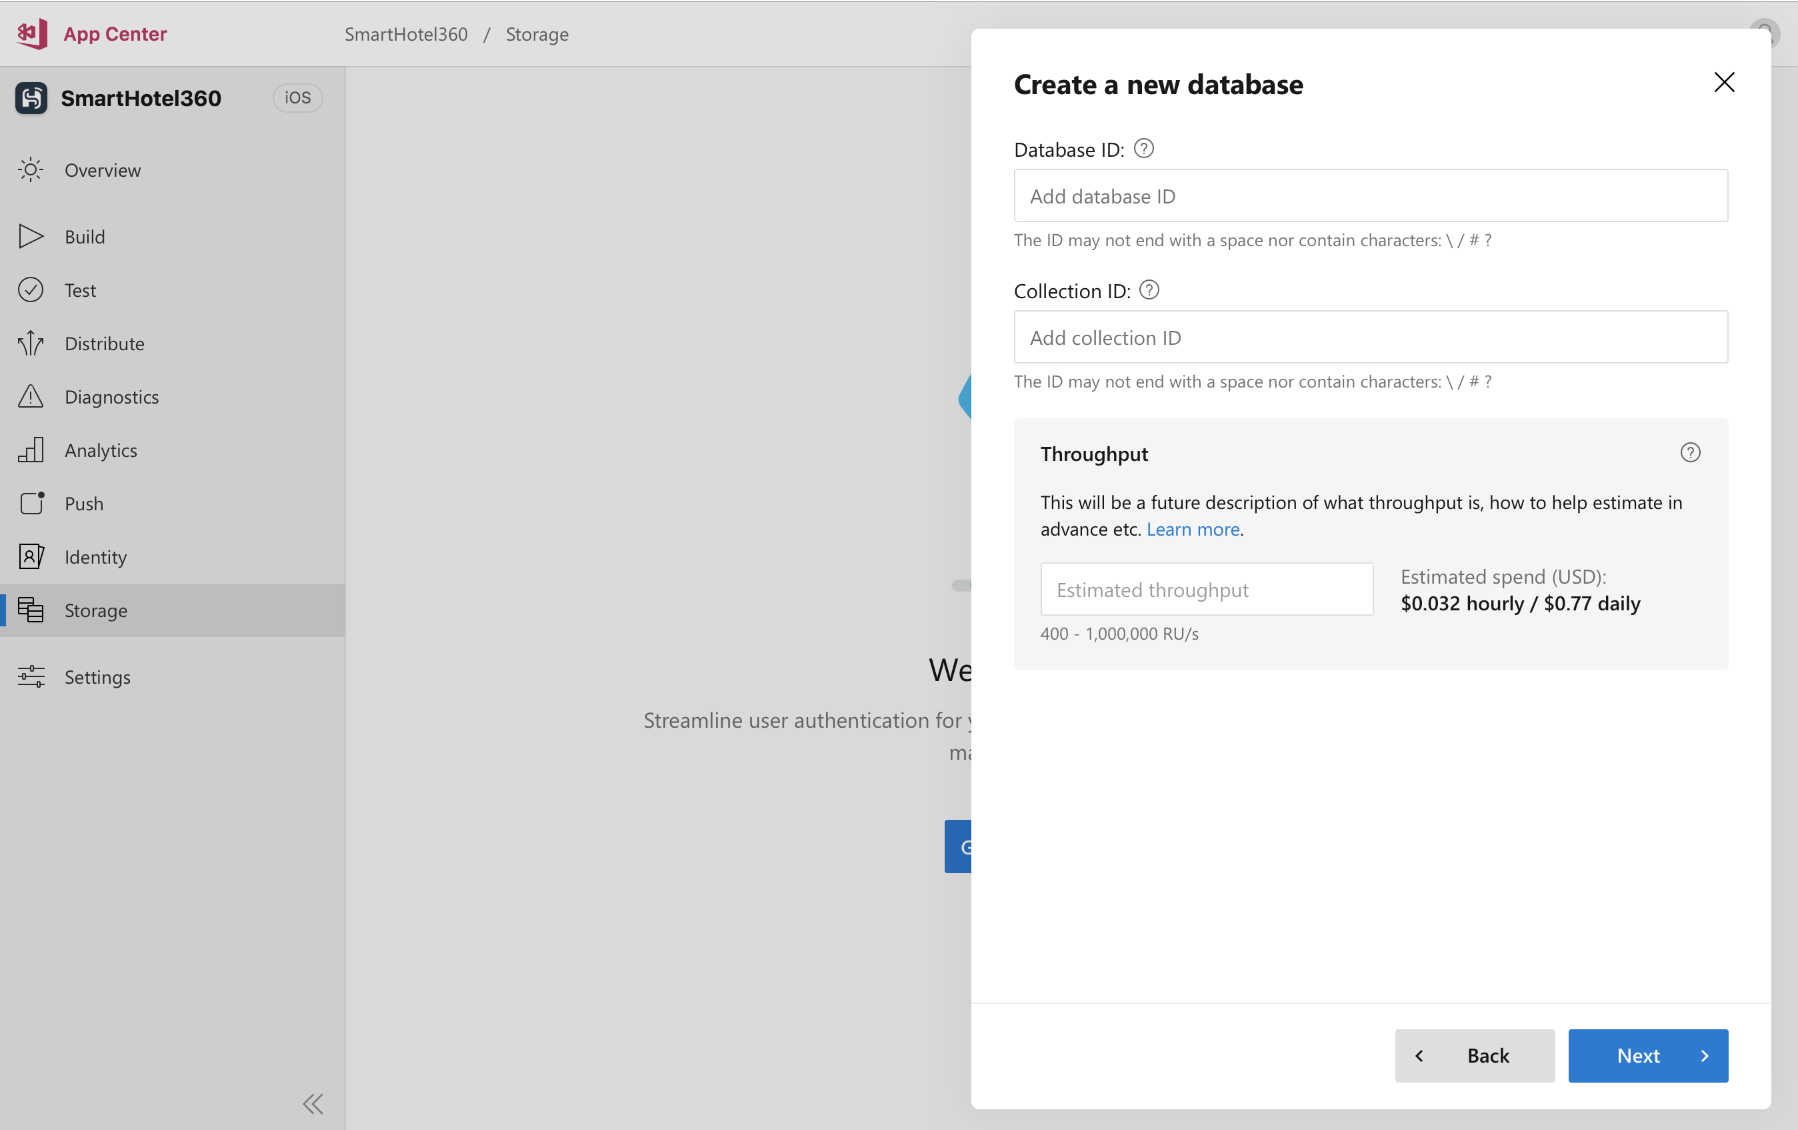 App Center
SmartHotel360 / Storage
SmartHotel360
iOS
Overview
Build
Test
Distribute
Diagnostics
Analytics
Push
Identity
Storage
Settings
We
Streamline user authentication for
Create a new database
Database ID:
Add database ID
The ID may not end with a space nor contain characters: \ / # ?
Collection ID:
Add collection ID
The ID may not end with a space nor contain characters: \ / # ?
Throughput
This will be a future description of what throughput is, how to help estimate in
advance etc. Learn more.
Estimated throughput
400 - 1,000,000 RU/s
Estimated spend (USD):
$0.032 hourly / $0.77 daily
Back
Next